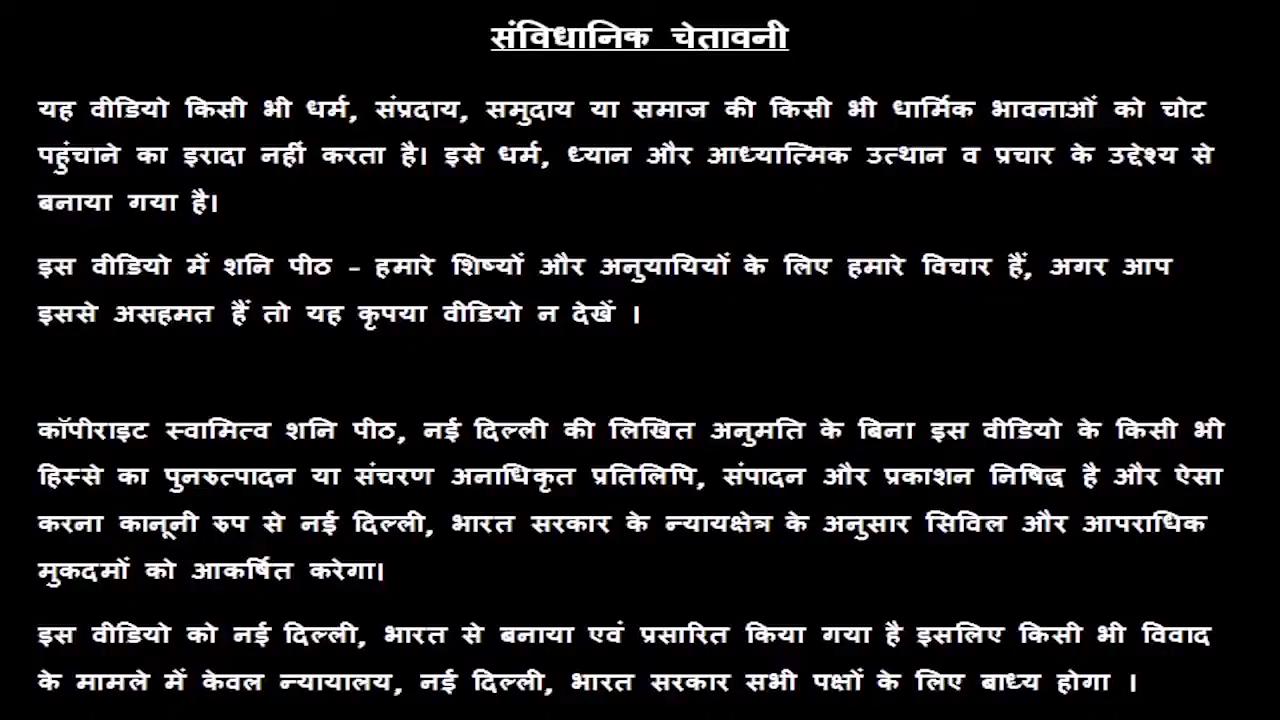 संविधानिक चेतावनी
यह वीडियो किसी भी धर्म, संप्रदाय, समुदाय या समाज की किसी भी धार्मिक भावनाओं को चोट
पहुंचाने का इरादा नहीं करता है। इसे धर्म, ध्यान और आध्यात्मिक उत्थान व प्रचार के उद्देश्य से
बनाया गया है।
इस वीडियो में शनि पीठ – हमारे शिष्यों और अनुयायियों के लिए हमारे विचार हैं, अगर आप
इससे असहमत हैं तो यह कृपया वीडियो न देखें ।
कॉपीराइट स्वामित्व शनि पीठ, नई दिल्ली की लिखित अनुमति के बिना इस वीडियो के किसी भी
हिस्से का पुनरुत्पादन या संचरण अनाधिकृत प्रतिलिपि, संपादन और प्रकाशन निषिद्ध है और ऐसा
करना कानूनी रुप से नई दिल्ली, भारत सरकार के न्यायक्षेत्र के अनुसार सिविल और आपराधिक
मुकदमों को आकर्षित करेगा।
इस वीडियो को नई दिल्ली, भारत से बनाया एवं प्रसारित किया गया है इसलिए किसी भी विवाद
के मामले में केवल न्यायालय, नई दिल्ली, भारत सरकार सभी पक्षों के लिए बाध्य होगा ।